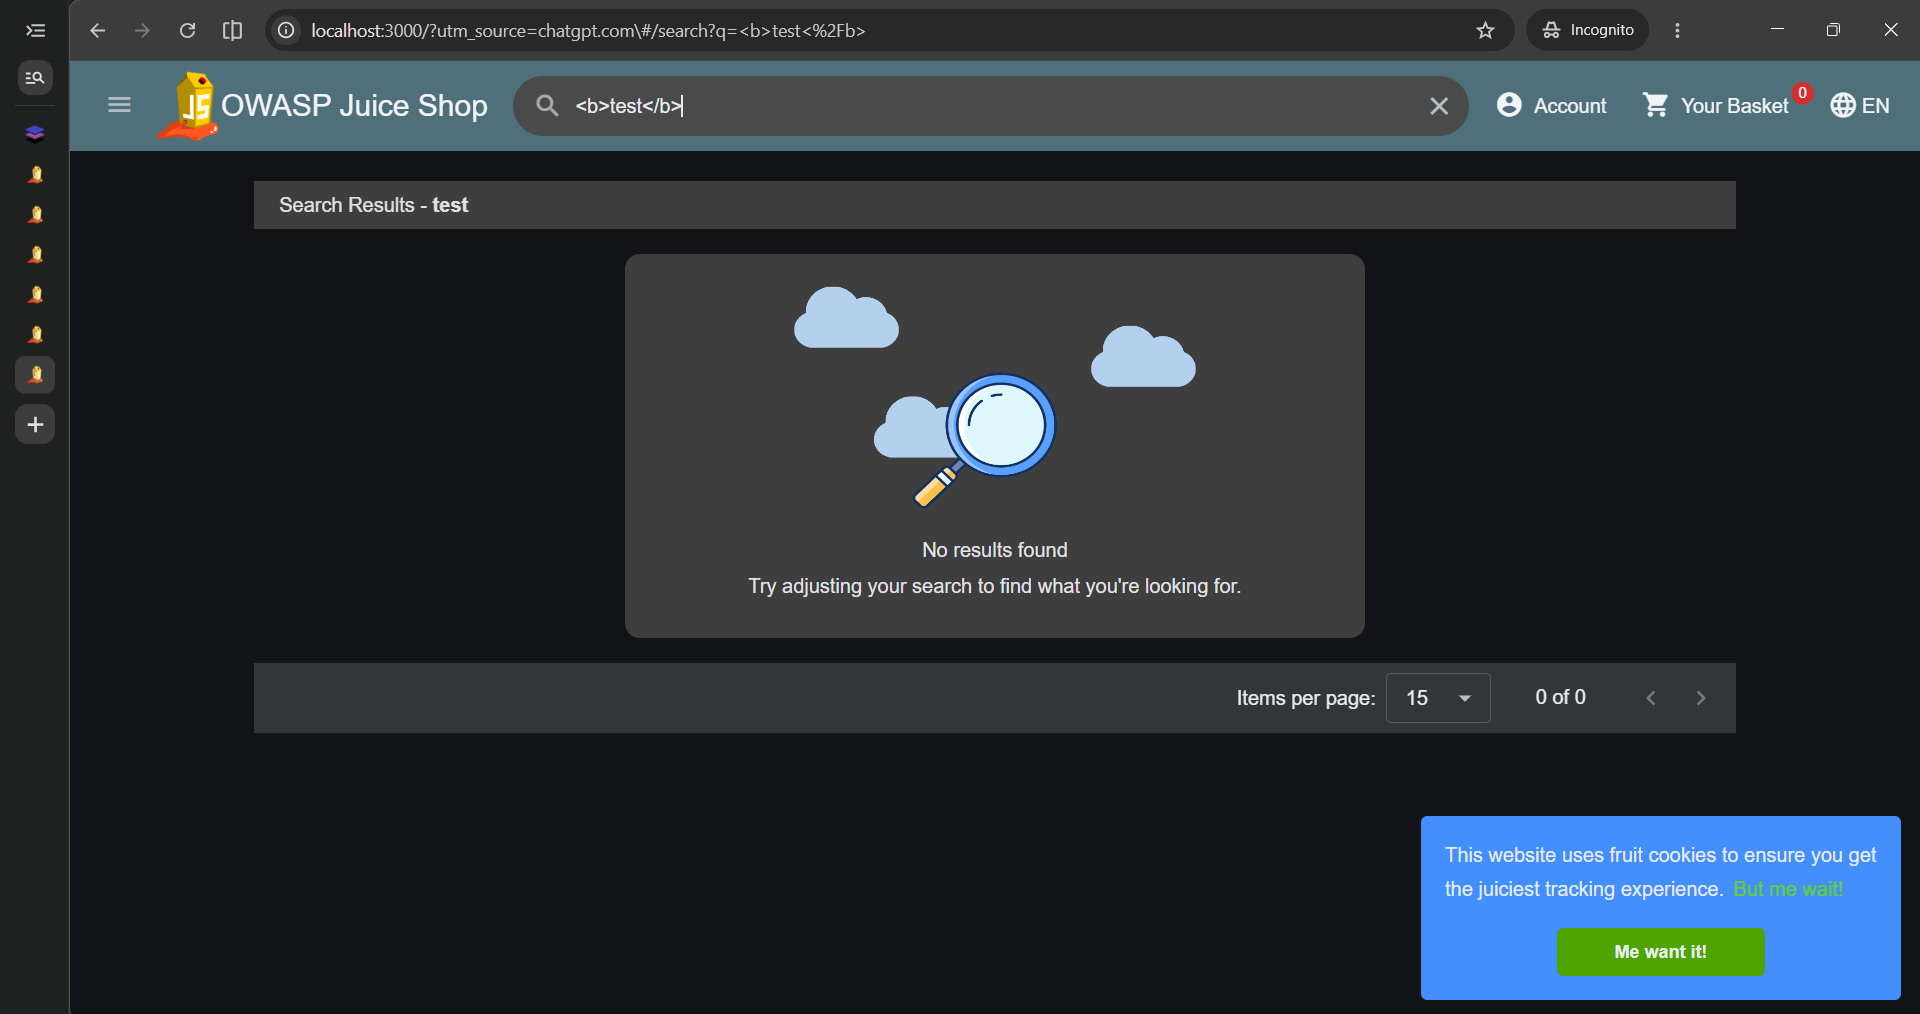 localhost:3000/?utm_source=chatgpt.com\#/search?q=<b>test<%2Fb>
Incognito
JS
OWASP Juice Shop
<b>test</b>
Account
Your Basket
0
EN
Search Results - test
No results found
Try adjusting your search to find what you're looking for.
Items per page:
15
0 of 0
This website uses fruit cookies to ensure you get
the juiciest tracking experience. But me wait!
Me want it!